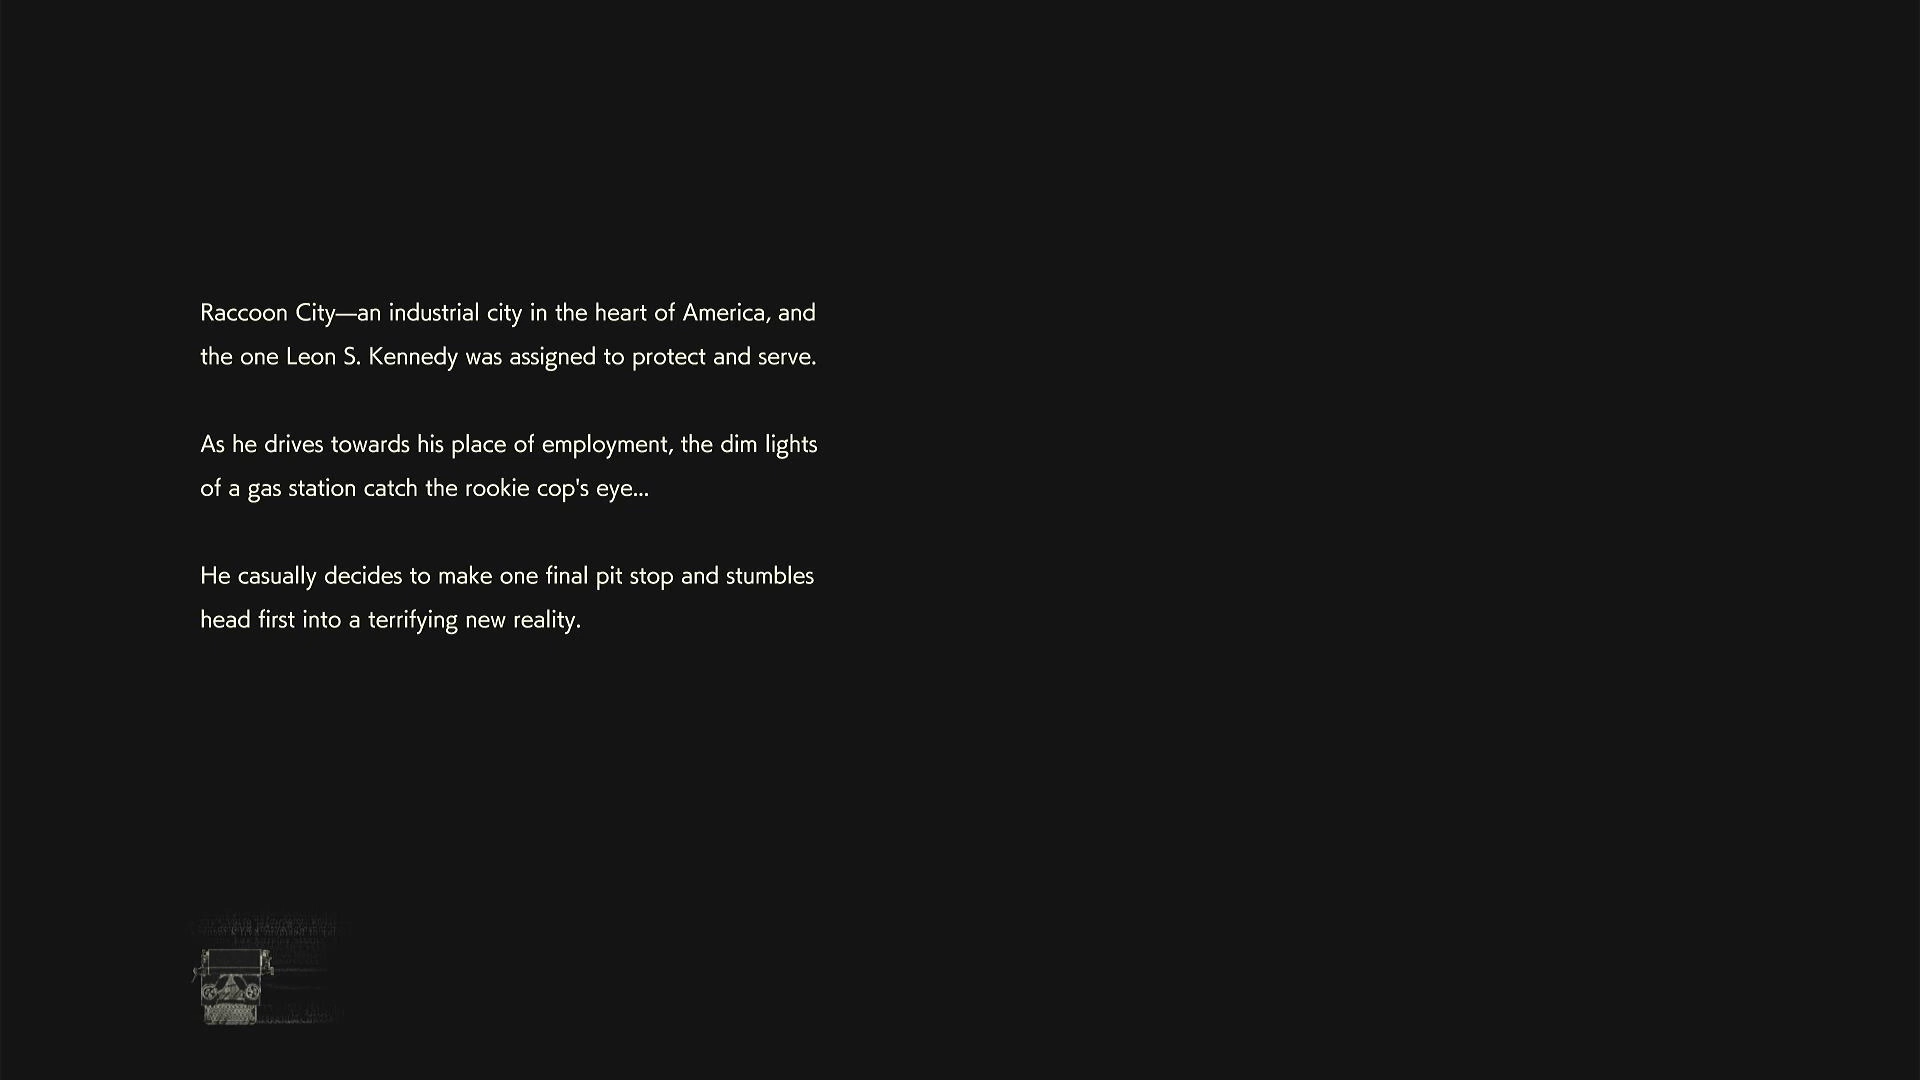 Raccoon City—an industrial city in the heart of America, and
the one Leon S. Kennedy was assigned to protect and serve.
As he drives towards his place of employment, the dim lights
of a gas station catch the rookie cop's eye...
He casually decides to make one final pit stop and stumbles
head first into a terrifying new reality.